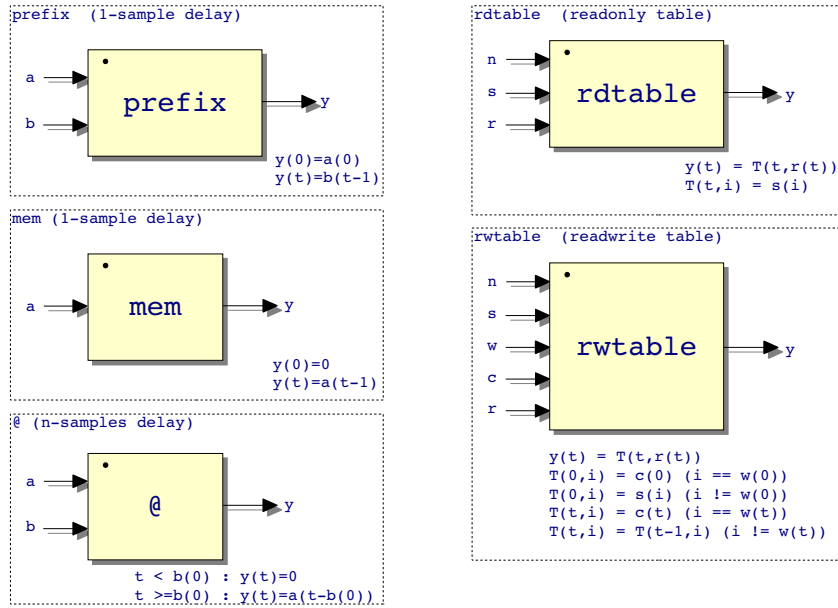 prefix (1-sample delay)
a
b
prefix
y
y(0)=a(0)
y(t)=b(t-1)
mem (1-sample delay)
a
mem
y
y(0)=0
y(t)=a(t-1)
@ (n-samples delay)
a
b
@
y
t < b(0) : y(t)=0
t >=b(0) : y(t)=a(t-b(0))
rdtable (readonly table)
n
s
r
rdtable
y
y(t) = T(t,r(t))
T(t,i) = s(i)
rwtable (readwrite table)
n
s
w
c
r
rwtable
y
y(t) = T(t,r(t))
T(0,i) = c(0) (i == w(0))
T(0,i) = s(i) (i != w(0))
T(t,i) = c(t) (i == w(t))
T(t,i) = T(t-1,i) (i != w(t))